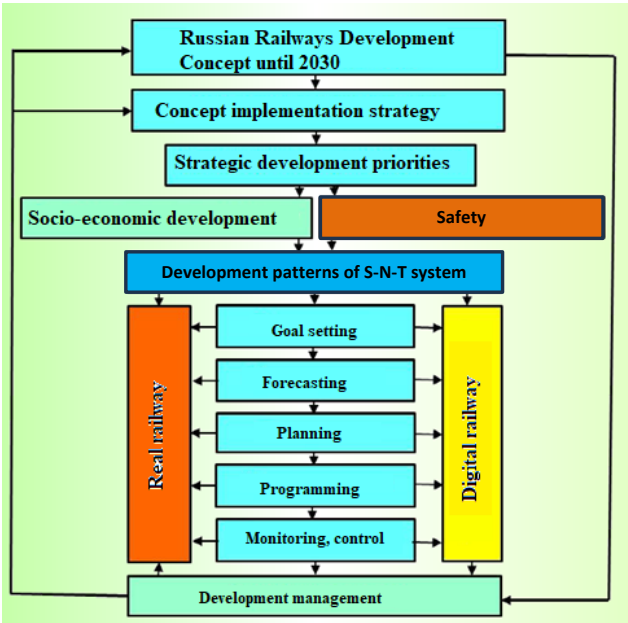 Russian Railways Development
Concept until 2030
Concept implementation strategy
Strategic development priorities
Socio-economic development
Safety
Development patterns of S-N-T system
Real railway
Goal setting
Forecasting
Planning
Programming
Monitoring, control
Digital railway
Development management